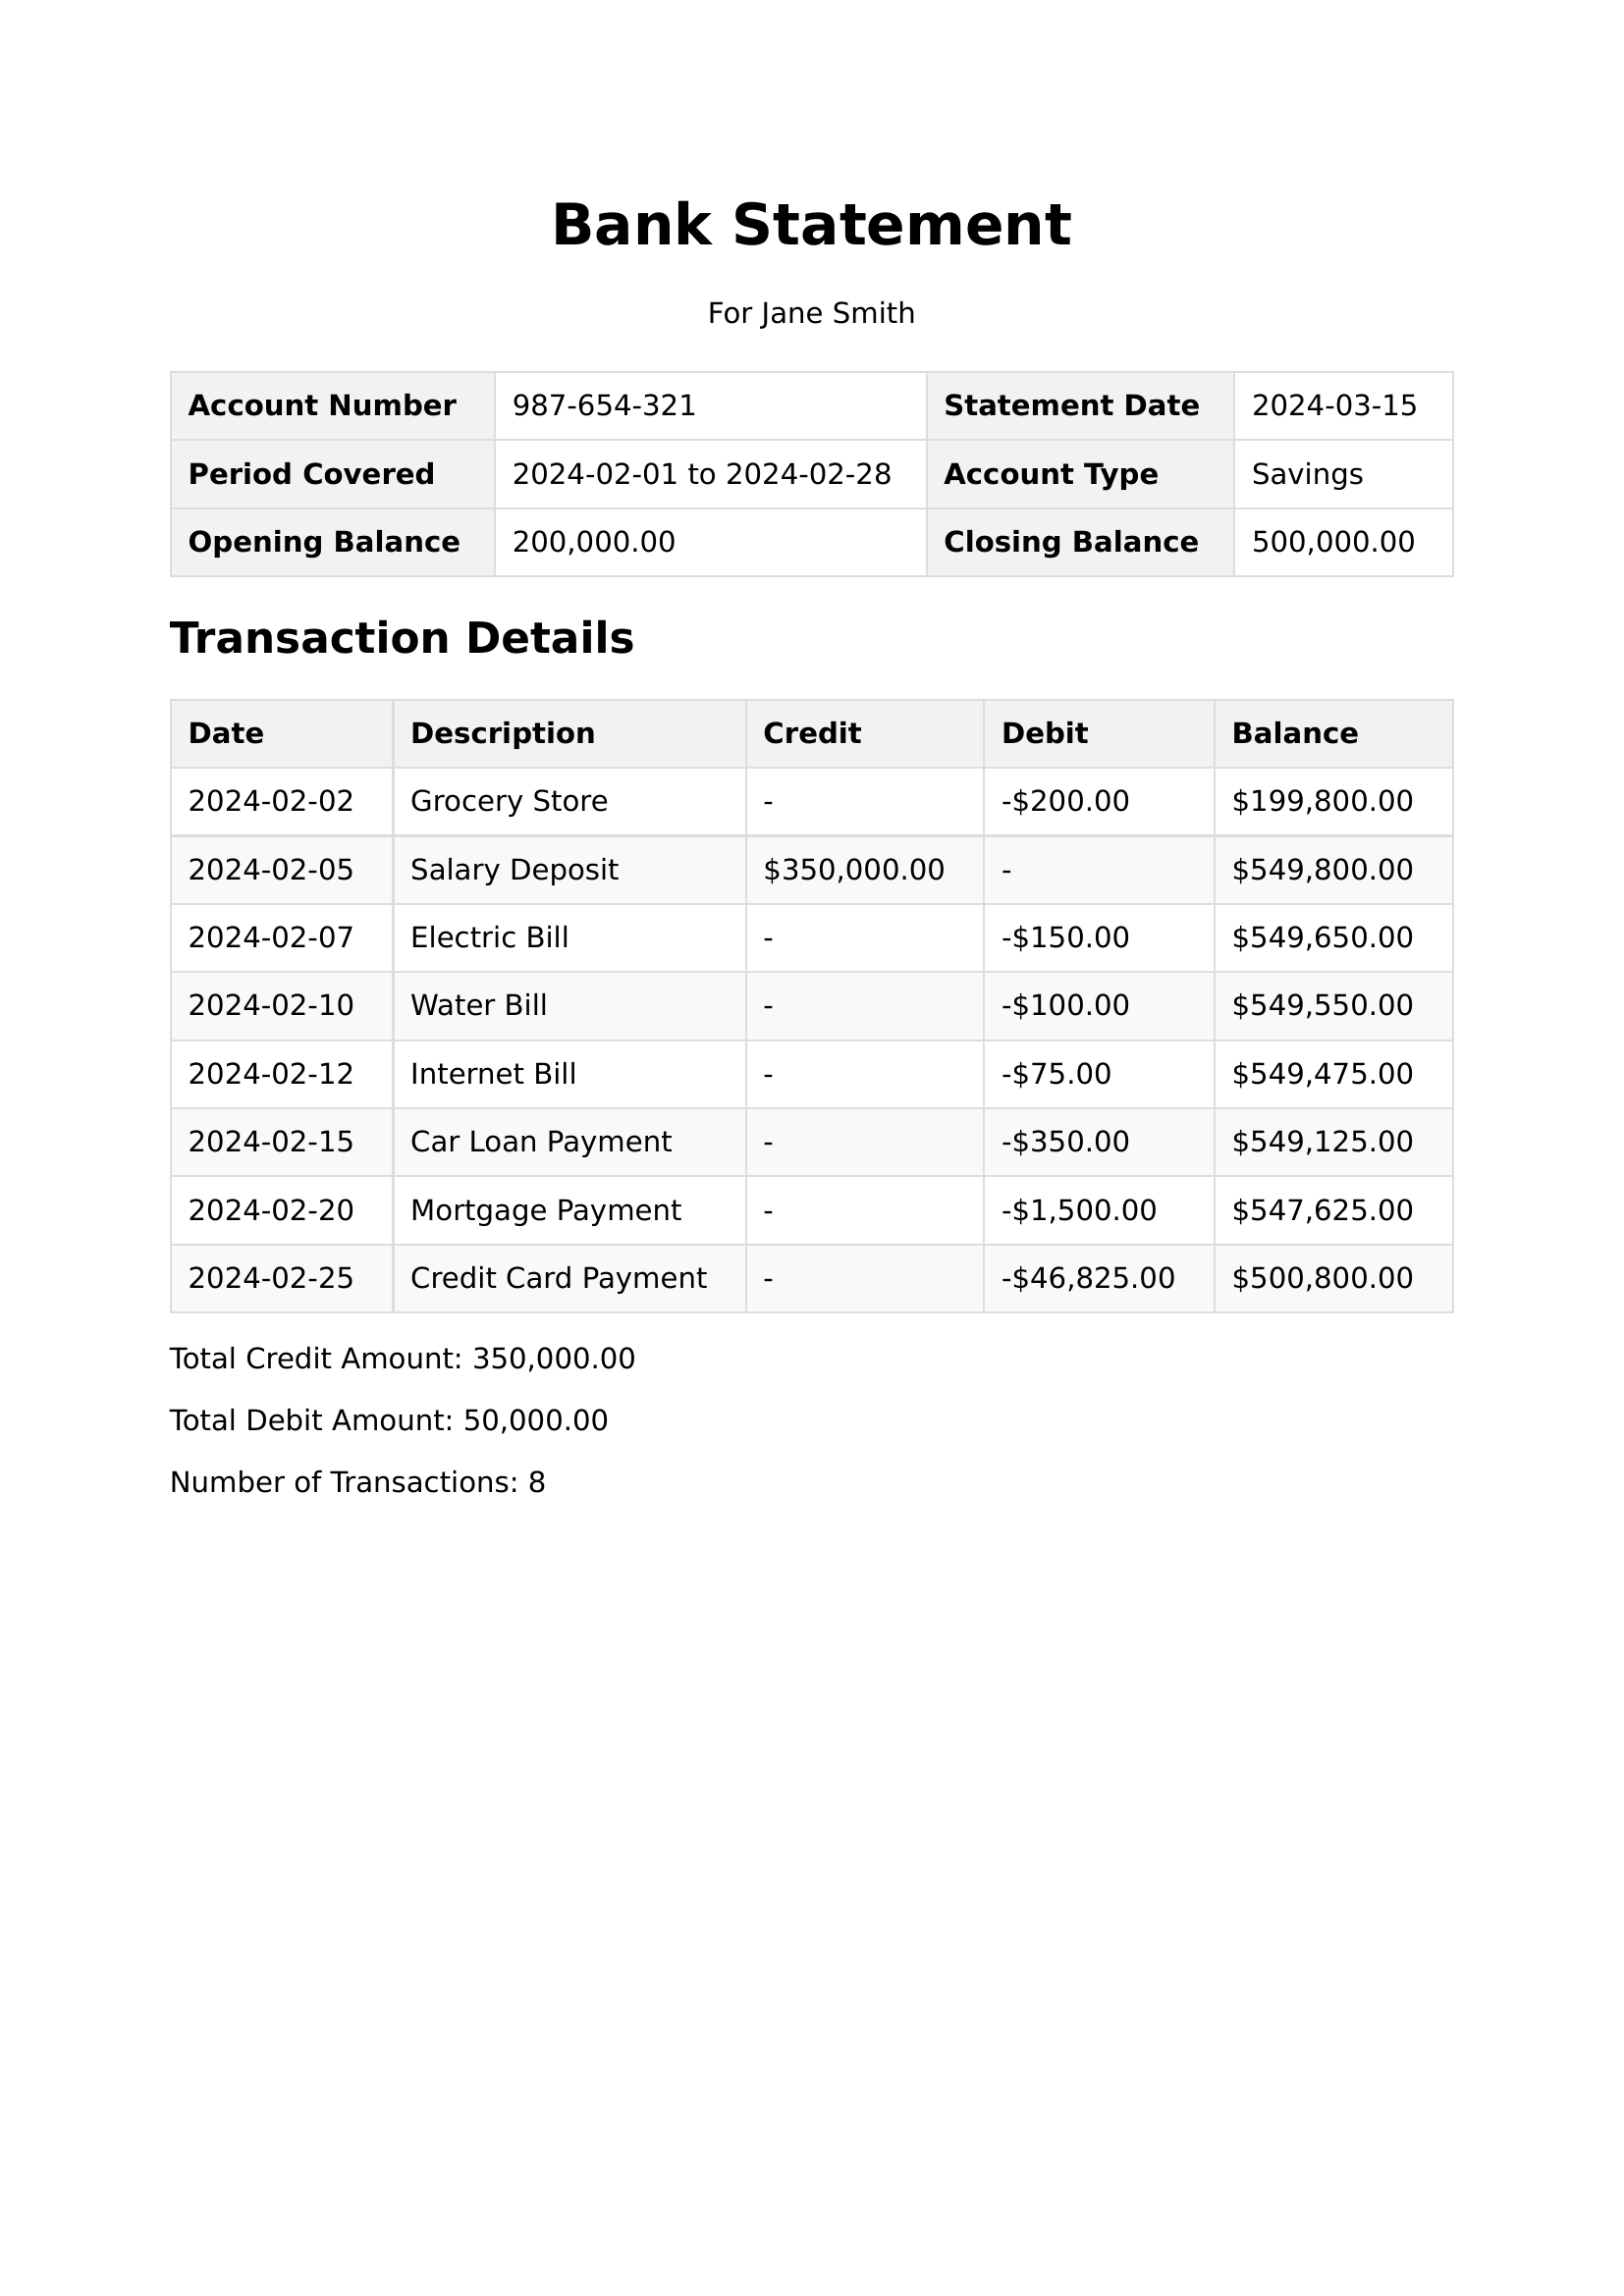 Bank Statement
For Jane Smith
Account Number 987-654-321 Statement Date 2024-03-15
Period Covered 2024-02-01 to 2024-02-28 Account Type Savings
Opening Balance 200,000.00 Closing Balance 500,000.00
Transaction Details
Date Description Credit Debit Balance
2024-02-02 Grocery Store - -$200.00 $199,800.00
2024-02-05 Salary Deposit $350,000.00 - $549,800.00
2024-02-07 Electric Bill - -$150.00 $549,650.00
2024-02-10 Water Bill - -$100.00 $549,550.00
2024-02-12 Internet Bill - -$75.00 $549,475.00
2024-02-15 Car Loan Payment - -$350.00 $549,125.00
2024-02-20 Mortgage Payment - -$1,500.00 $547,625.00
2024-02-25 Credit Card Payment - -$46,825.00 $500,800.00
Total Credit Amount: 350,000.00
Total Debit Amount: 50,000.00
Number of Transactions: 8